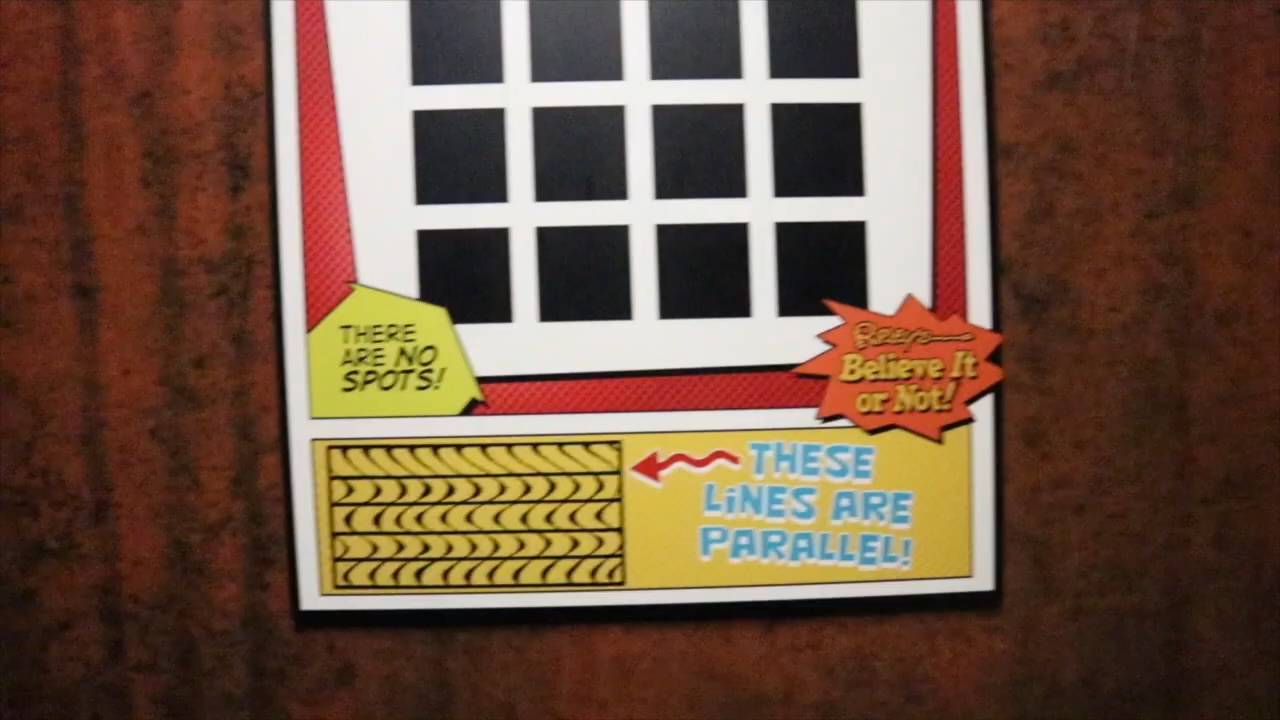 THERE
ARE NO
SPOTS!
Ripley's
Believe It
or Not!
THESE
LiNES ARE
PARALLEL!